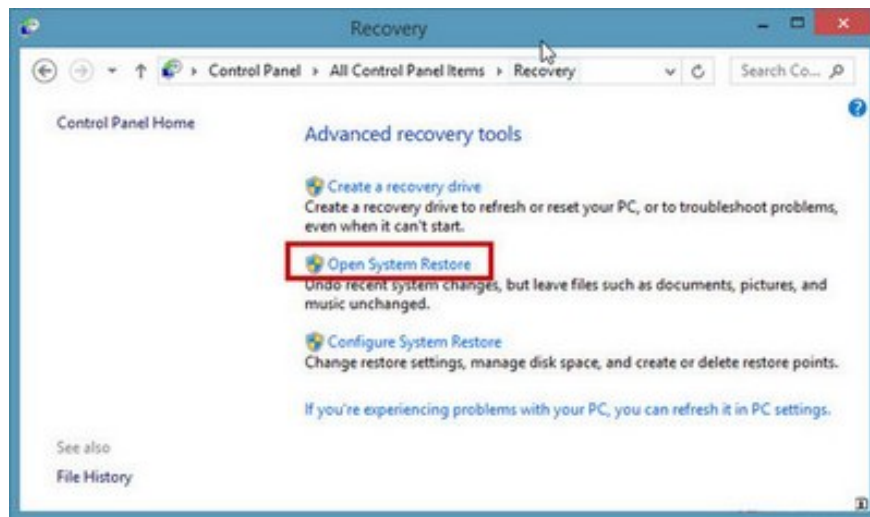 Recovery
Control Panel › All Control Panel Items › Recovery
Search Co...
Control Panel Home
Advanced recovery tools
Create a recovery drive
Create a recovery drive to refresh or reset your PC, or to troubleshoot problems,
even when it can't start.
Open System Restore
Undo recent system changes, but leave files such as documents, pictures, and
music unchanged.
Configure System Restore
Change restore settings, manage disk space, and create or delete restore points.
If you're experiencing problems with your PC, you can refresh it in PC settings.
See also
File History